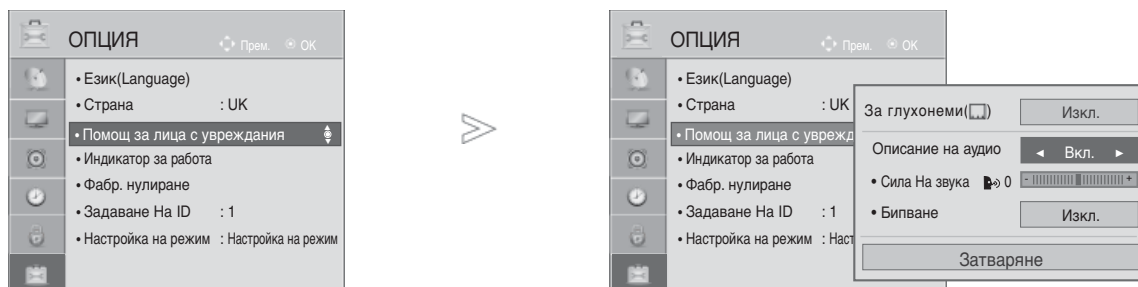 ОПЦИЯ Прем. OK
• Език(Language)
• Страна : UK
• Помощ за лица с увреждания
• Индикатор за работа
• Фабр. нулиране
• Задаване На ID : 1
• Настройка на режим : Настройка на режим
ОПЦИЯ Прем. OK
• Език(Language)
• Страна : UK
• Помощ за лица с уврежд
• Индикатор за работа
• Фабр. нулиране
• Задаване На ID : 1
• Настройка на режим : Наст
За глухонеми( ) Изкл.
Описание на аудио ◄ Вкл. ►
• Сила На звука 0 - +
• Бипване Изкл.
Затваряне